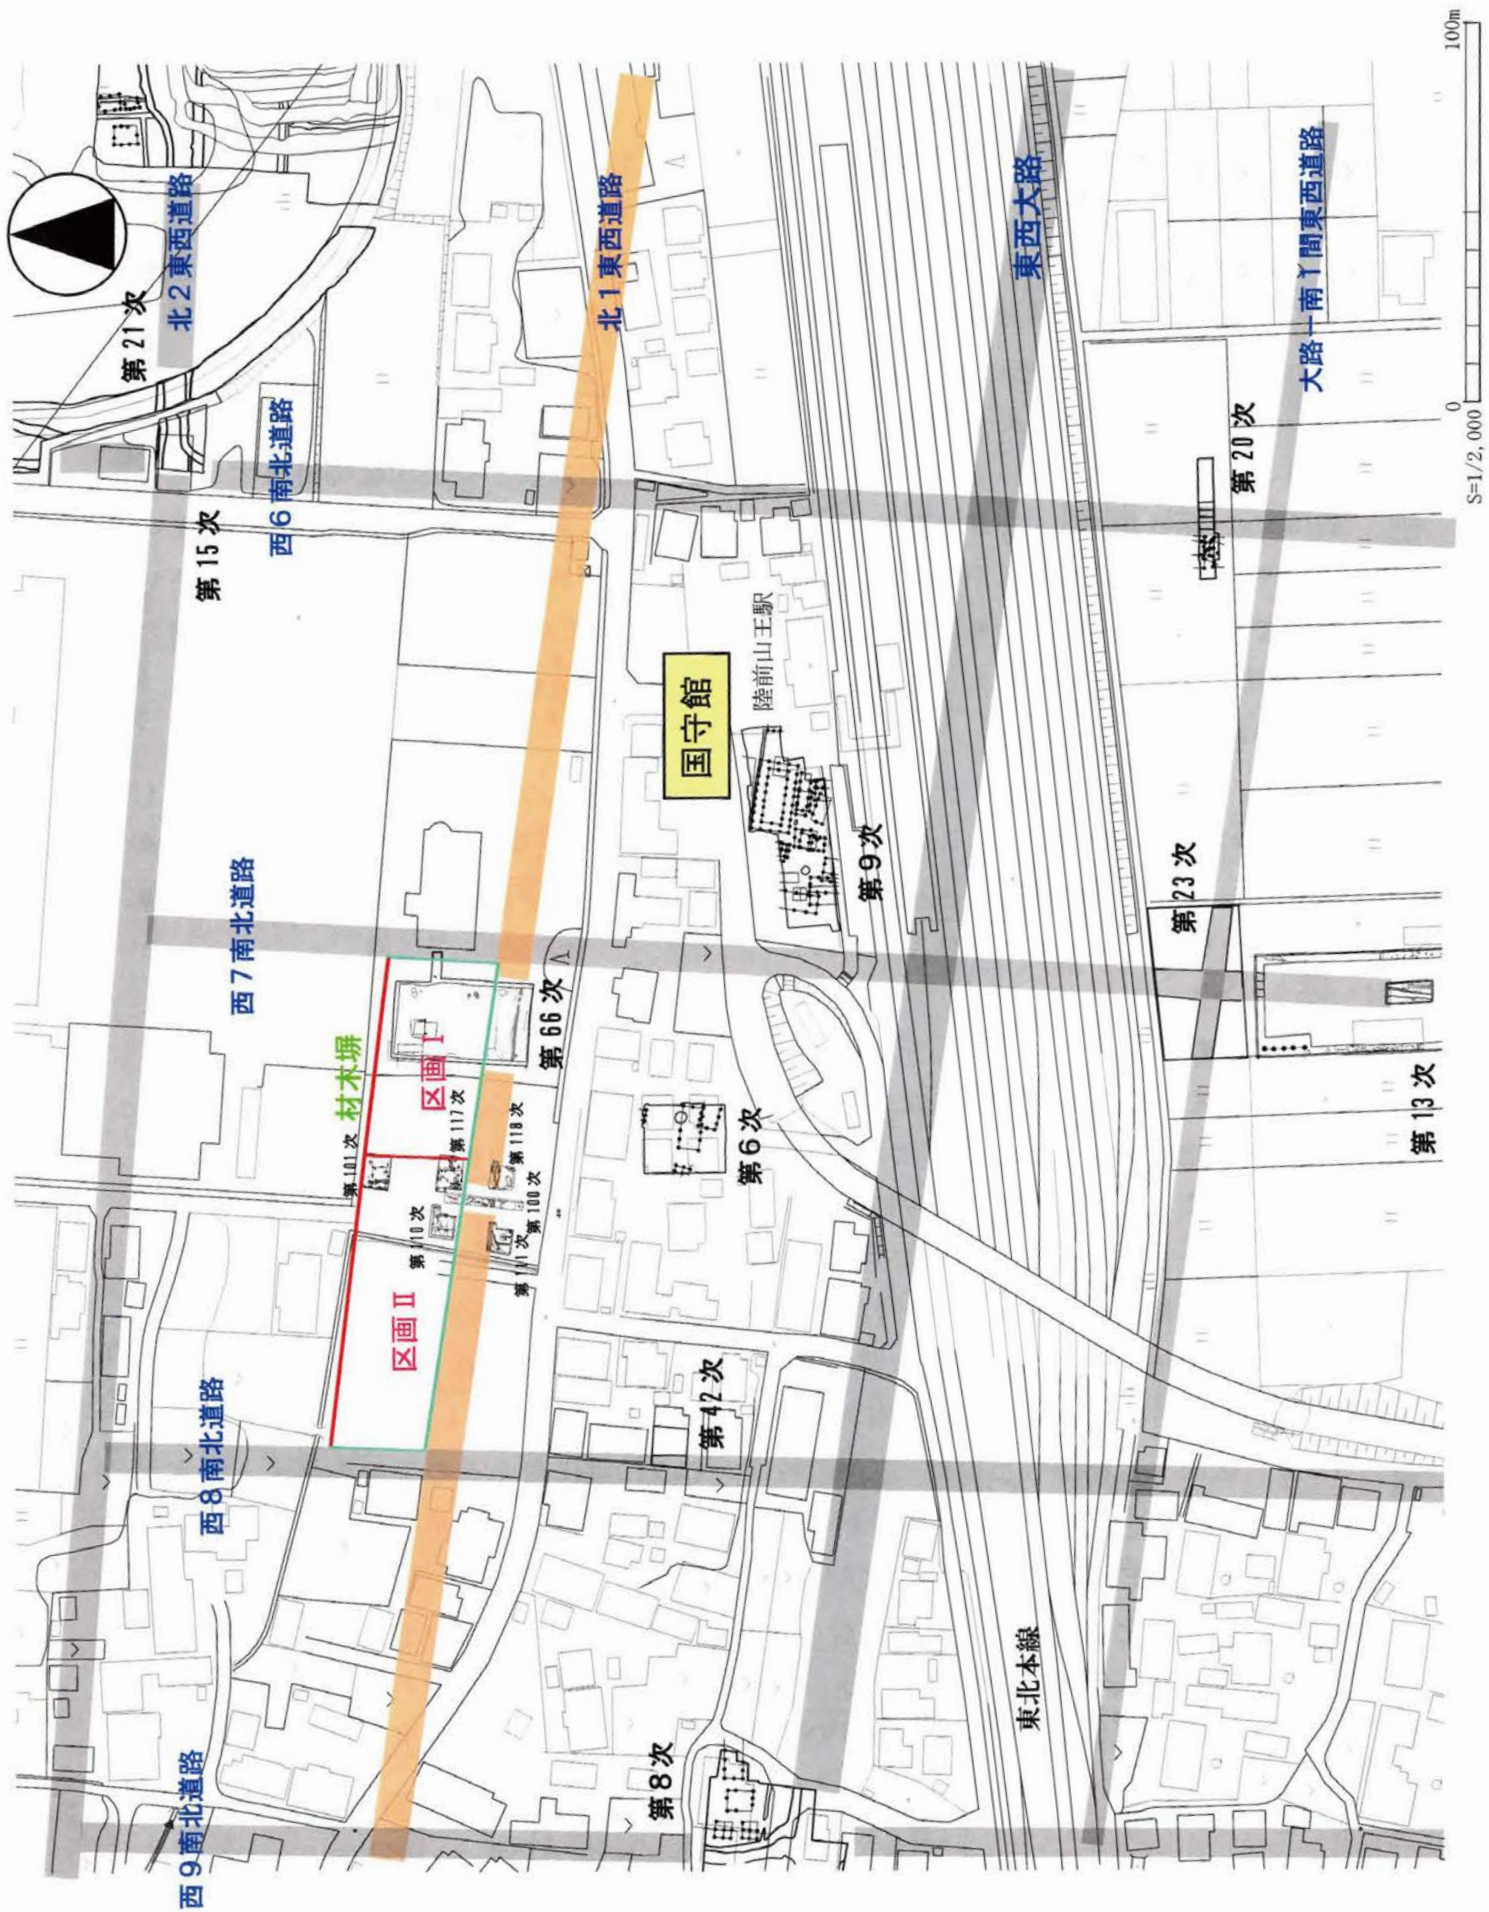 西9南北道路
西8南北道路
西7南北道路
第15次
西6南北道路
第21次
北2東西道路
材木塀
区画Ⅱ
区画Ⅰ
第101次
第110次
第117次
第111次
第100次
第118次
第66次
北1東西道路
国守館
陸前山王駅
第8次
第42次
第6次
第9次
東西大路
東北本線
第13次
第23次
第20次
大路-南1間東西道路
0
100m
S=1/2,000